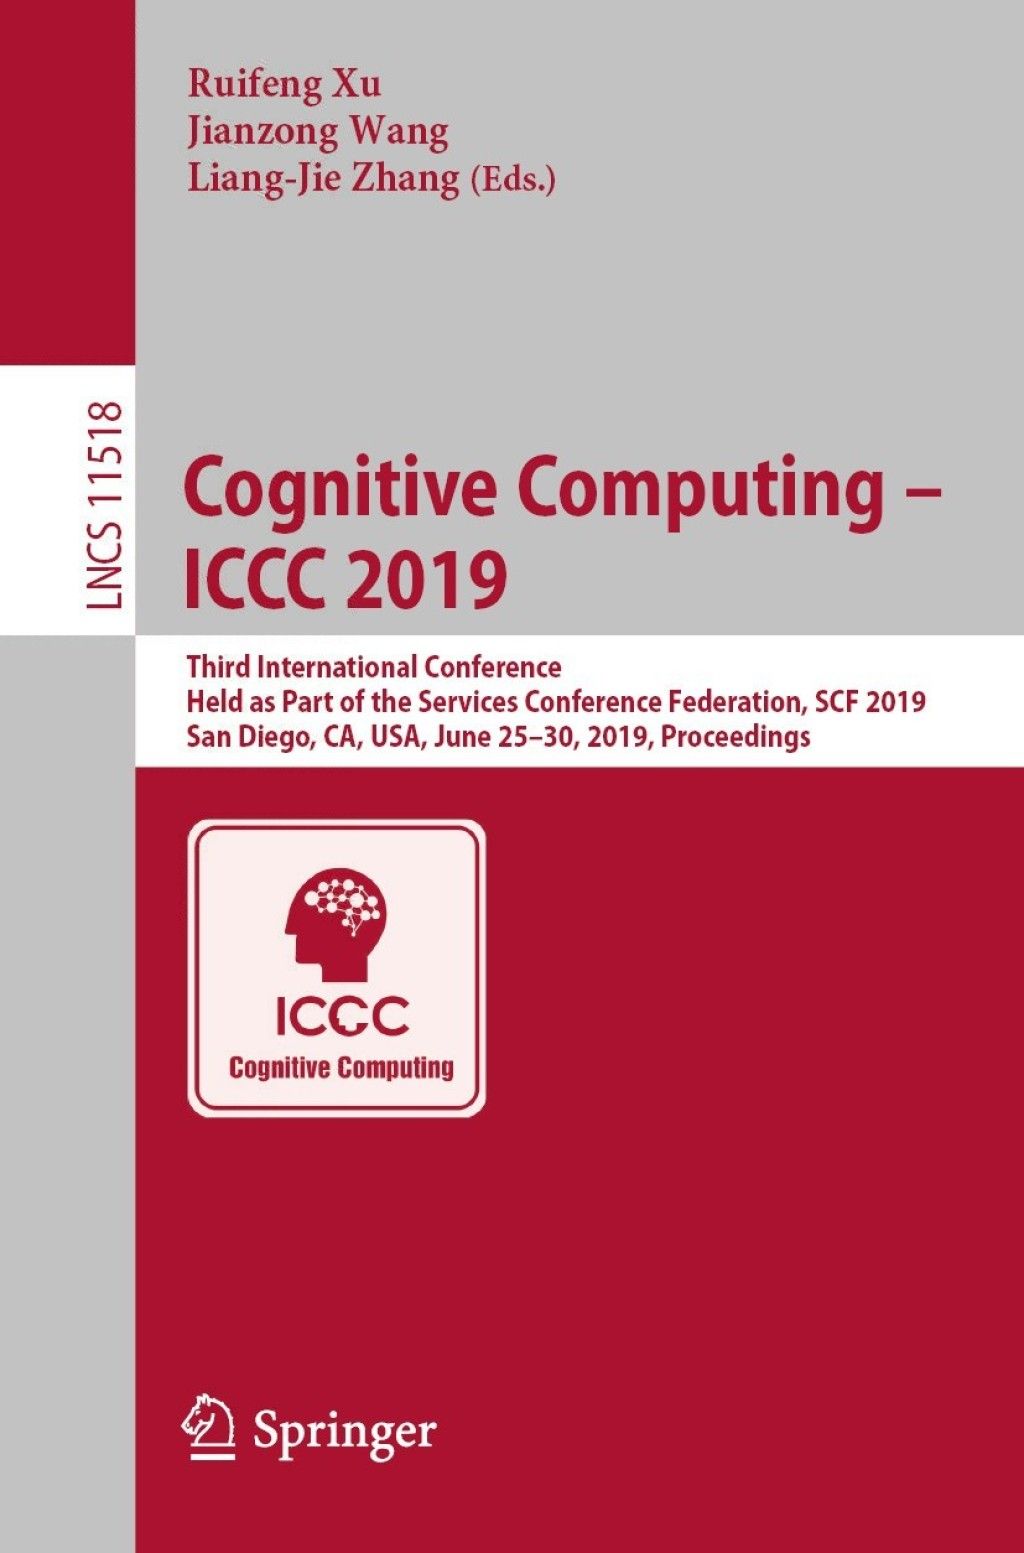 Ruifeng Xu
Jianzong Wang
Liang-Jie Zhang (Eds.)
LNCS 11518
Cognitive Computing –
ICCC 2019
Third International Conference
Held as Part of the Services Conference Federation, SCF 2019
San Diego, CA, USA, June 25–30, 2019, Proceedings
ICCC
Cognitive Computing
Springer